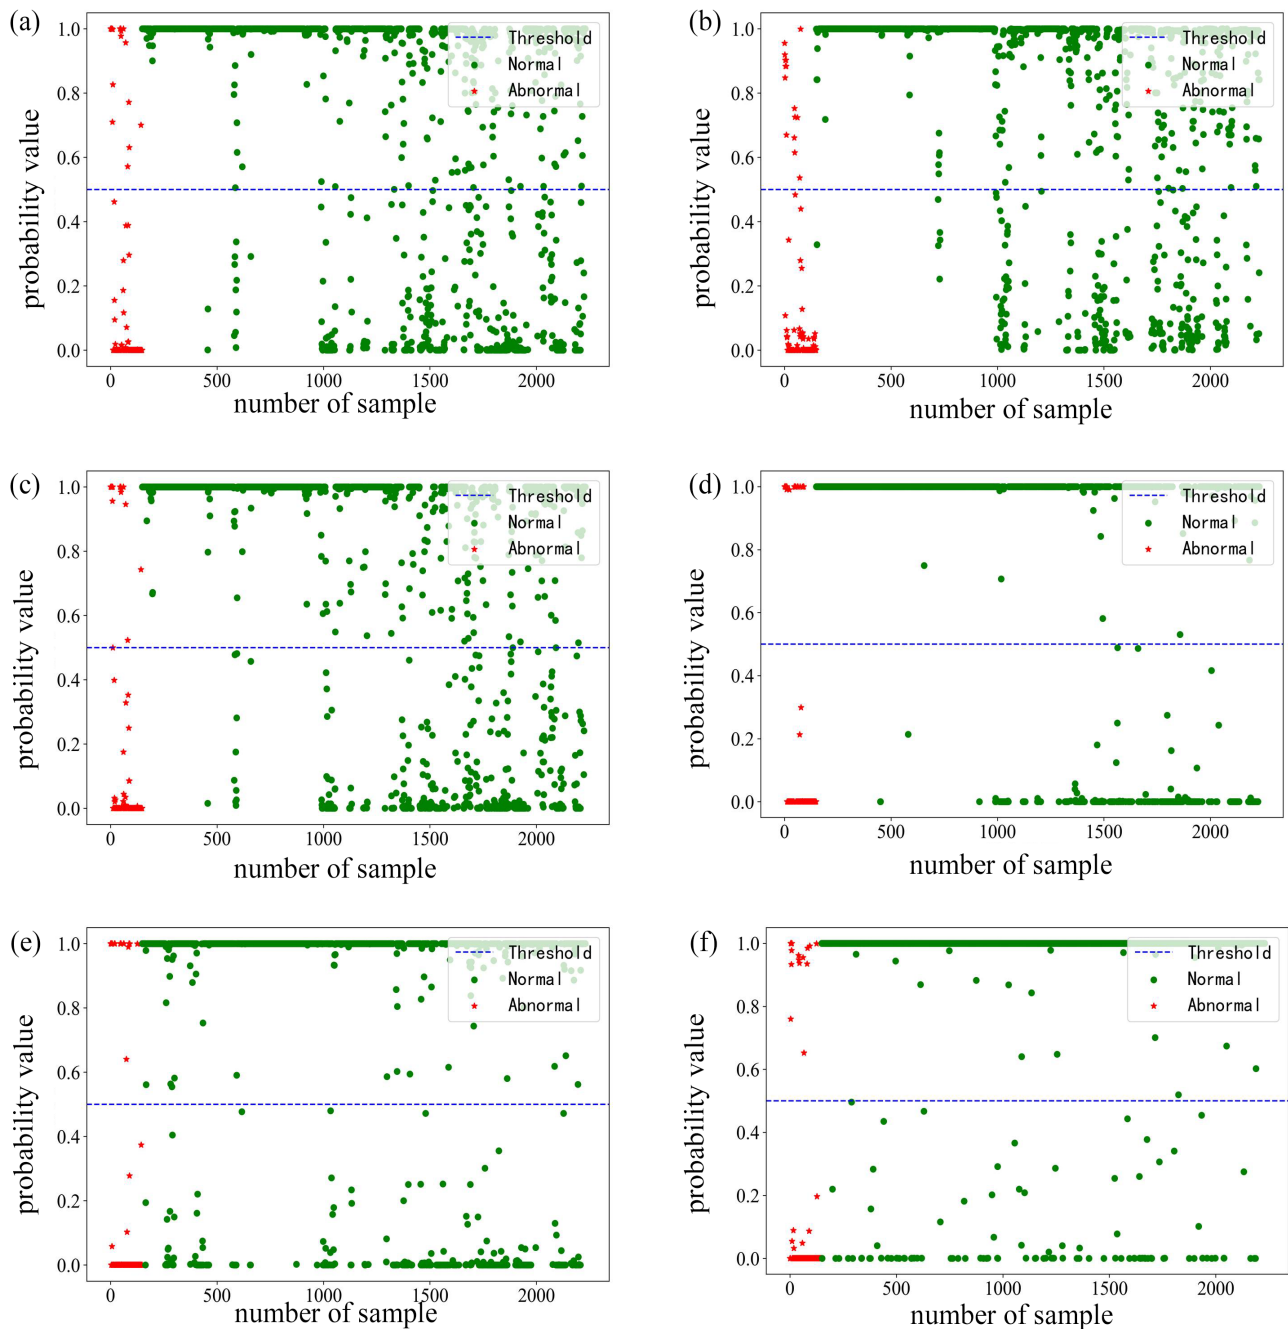 (a)
1.0
0.8
0.6
0.4
0.2
0.0
probability value
0 500 1000 1500 2000
number of sample
Threshold
Normal
Abnormal
(b)
1.0
0.8
0.6
0.4
0.2
0.0
probability value
0 500 1000 1500 2000
number of sample
Threshold
Normal
Abnormal
(c)
1.0
0.8
0.6
0.4
0.2
0.0
probability value
0 500 1000 1500 2000
number of sample
Threshold
Normal
Abnormal
(d)
1.0
0.8
0.6
0.4
0.2
0.0
probability value
0 500 1000 1500 2000
number of sample
Threshold
Normal
Abnormal
(e)
1.0
0.8
0.6
0.4
0.2
0.0
probability value
0 500 1000 1500 2000
number of sample
Threshold
Normal
Abnormal
(f)
1.0
0.8
0.6
0.4
0.2
0.0
probability value
0 500 1000 1500 2000
number of sample
Threshold
Normal
Abnormal